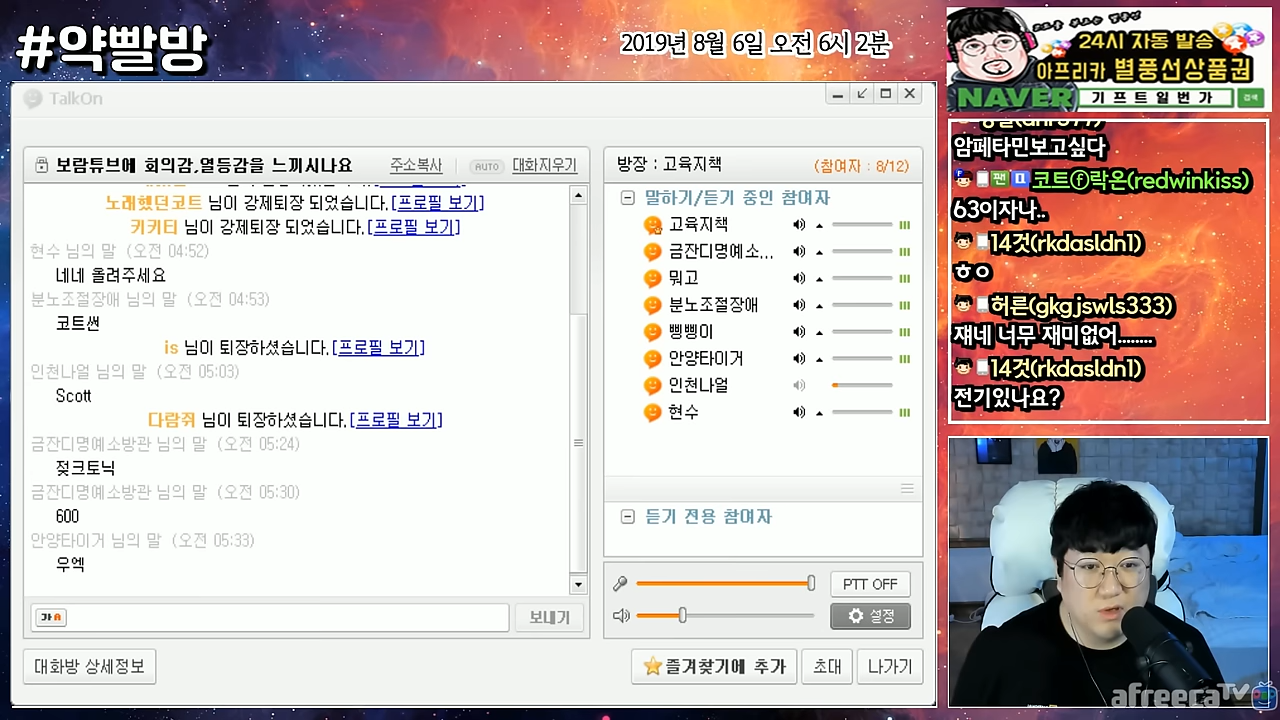 #약빨방
2019년 8월 6일 오전 6시 2분
24시 자동 발송
아프리카 별풍선상품권
NAVER 기프트일번가 검색
TalkOn
보람튜브에 회의감,열등감을 느끼시나요 주소복사 AUTO 대화지우기
노래했던코트 님이 강제퇴장 되었습니다.[프로필 보기]
키키티 님이 강제퇴장 되었습니다.[프로필 보기]
현수 님의 말 (오전 04:52)
네네 올려주세요
분노조절장애 님의 말 (오전 04:53)
코트쎈
is 님이 퇴장하셨습니다.[프로필 보기]
인천나얼 님의 말 (오전 05:03)
Scott
다람쥐 님이 퇴장하셨습니다.[프로필 보기]
금잔디명예소방관 님의 말 (오전 05:24)
젖크토닉
금잔디명예소방관 님의 말 (오전 05:30)
600
안양타이거 님의 말 (오전 05:33)
우엑
가
보내기
대화방 상세정보
방장 : 고육지책 (참여자 : 8/12)
말하기/듣기 중인 참여자
고육지책
금잔디명예소...
뭐고
분노조절장애
삥삥이
안양타이거
인천나얼
현수
듣기 전용 참여자
PTT OFF
설정
즐겨찾기에 추가 초대 나가기
암페타민보고싶다
F 팬 코트ⓕ락온(redwinkiss)
63이자나..
14것(rkdasldn1)
ㅎㅇ
허른(gkgjswls333)
쟤네 너무 재미없어........
14것(rkdasldn1)
전기있나요?
afreecaTV